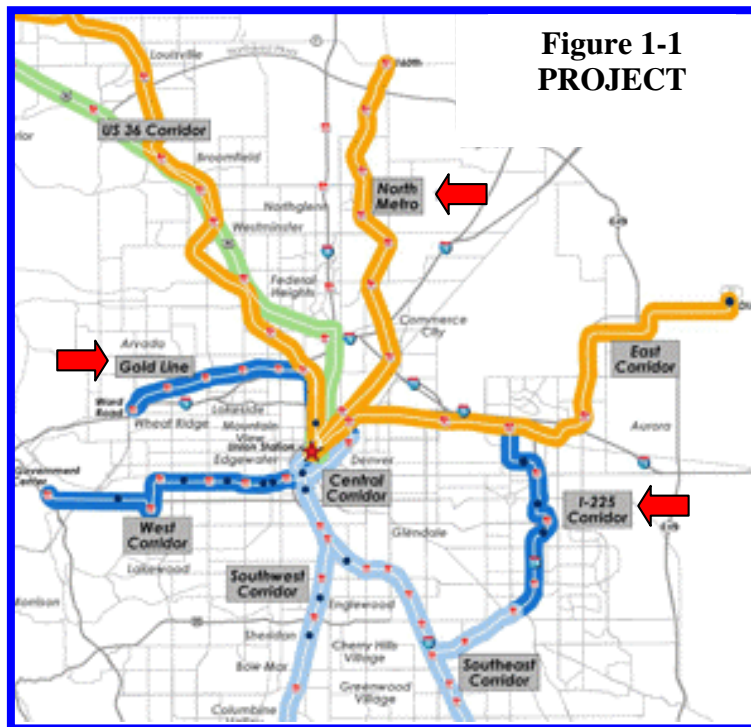 Figure 1-1
PROJECT
Louisville
US 36 Corridor
Broomfield
North
Metro
Northglenn
Westminster
Federal
Heights
Commerce
City
East
Corridor
Arvada
Gold Line
Ward
Road
Wheat Ridge
Lakeside
Mountain
View
Union Station
Edgewater
Denver
Aurora
Government
Center
Central
Corridor
I-225
Corridor
West
Corridor
Glendale
Lakewood
Southwest
Corridor
Englewood
Morrison
Sheridan
Cherry Hills
Village
Bow Mar
Southeast
Corridor
Greenwood
Village
Columbine